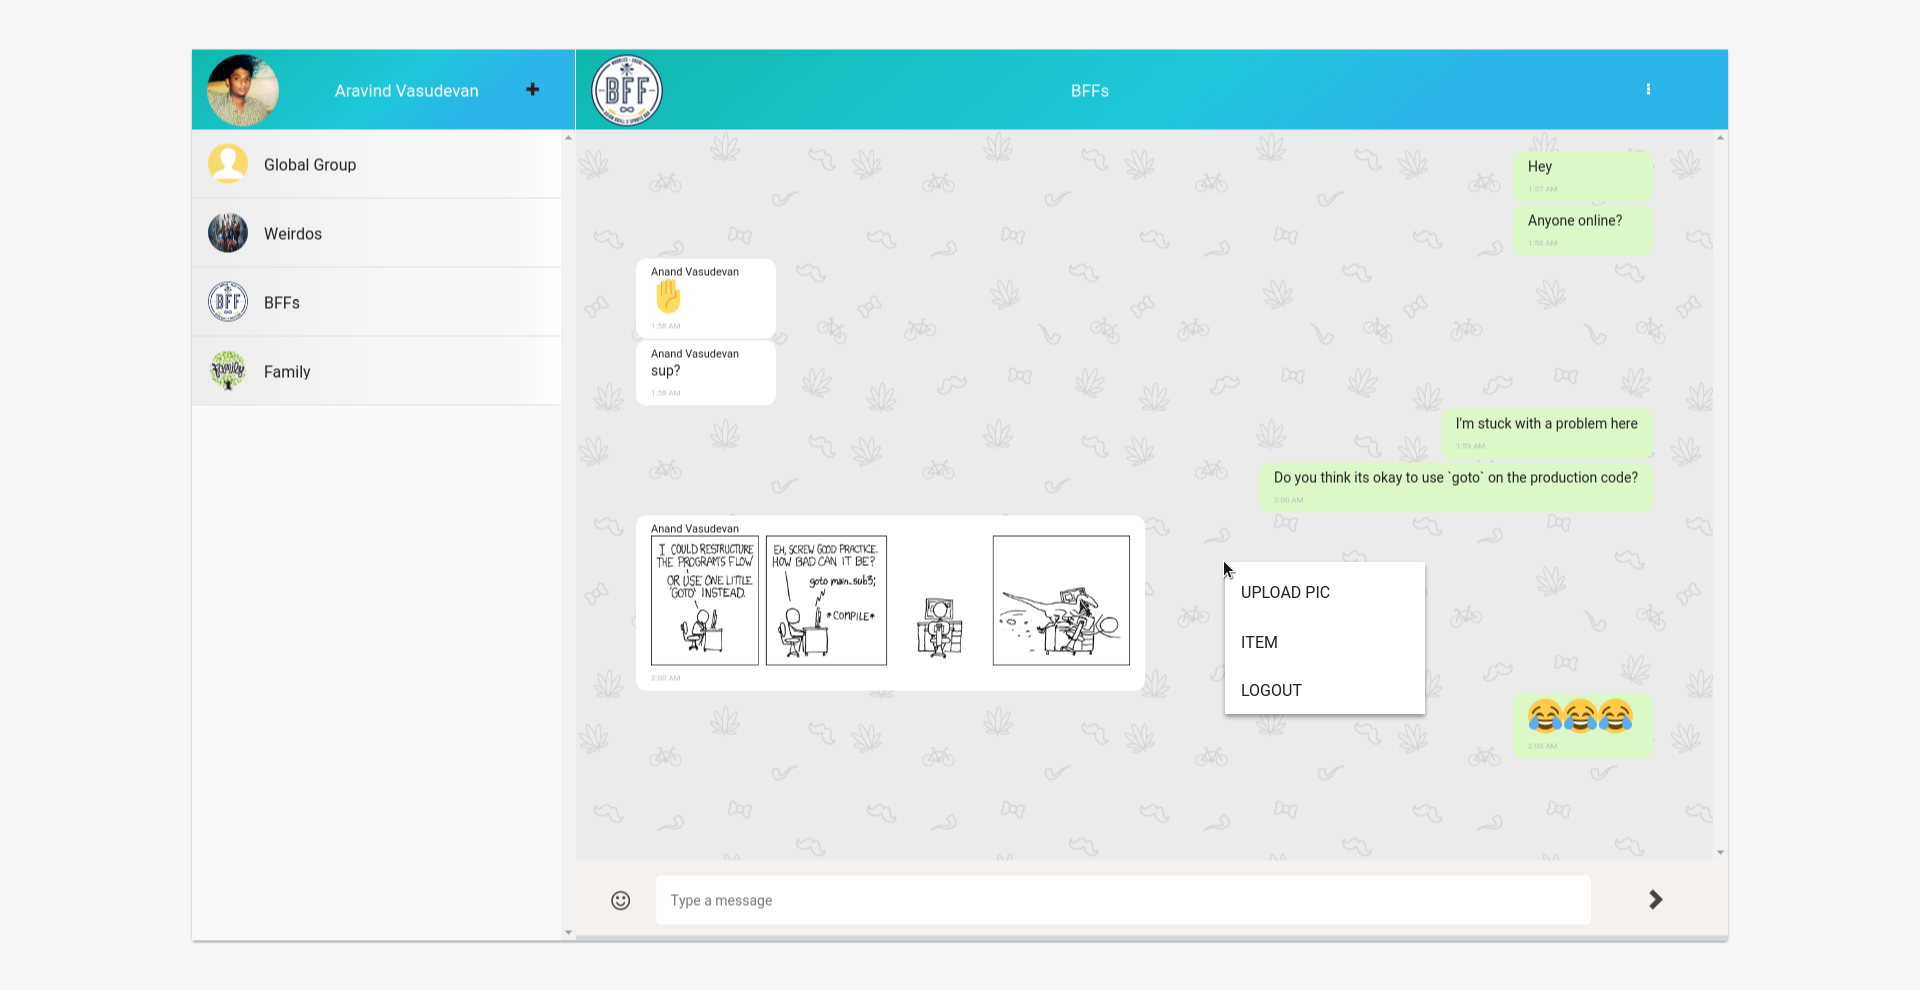 Aravind Vasudevan
BFF
BFFs
Global Group
Weirdos
BFF
BFFs
Family
Family
Hey
1:57 AM
Anyone online?
1:58 AM
Anand Vasudevan
1:58 AM
Anand Vasudevan
sup?
1:58 AM
I'm stuck with a problem here
1:59 AM
Do you think its okay to use `goto` on the production code?
2:00 AM
Anand Vasudevan
I COULD RESTRUCTURE
THE PROGRAM'S FLOW
OR USE ONE LITTLE
'GOTO' INSTEAD.
EH, SCREW GOOD PRACTICE.
HOW BAD CAN IT BE?
goto main_sub3;
*COMPILE*
2:00 AM
UPLOAD PIC
ITEM
LOGOUT
2:00 AM
Type a message